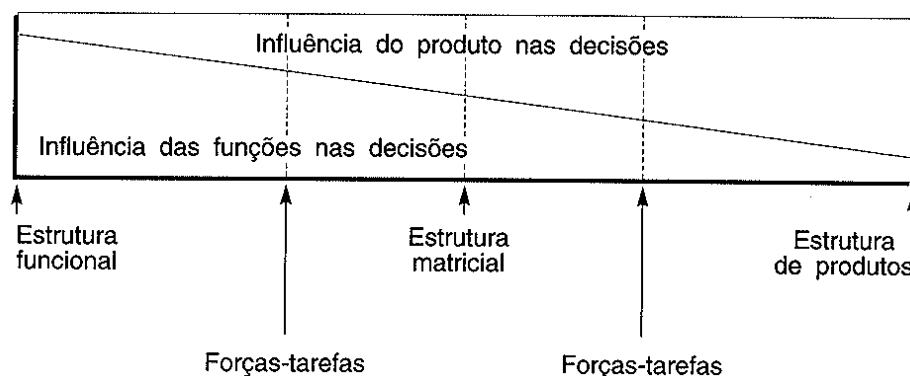 Influência do produto nas decisões
Influência das funções nas decisões
Estrutura
funcional
Estrutura
matricial
Estrutura
de produtos
Forças-tarefas
Forças-tarefas